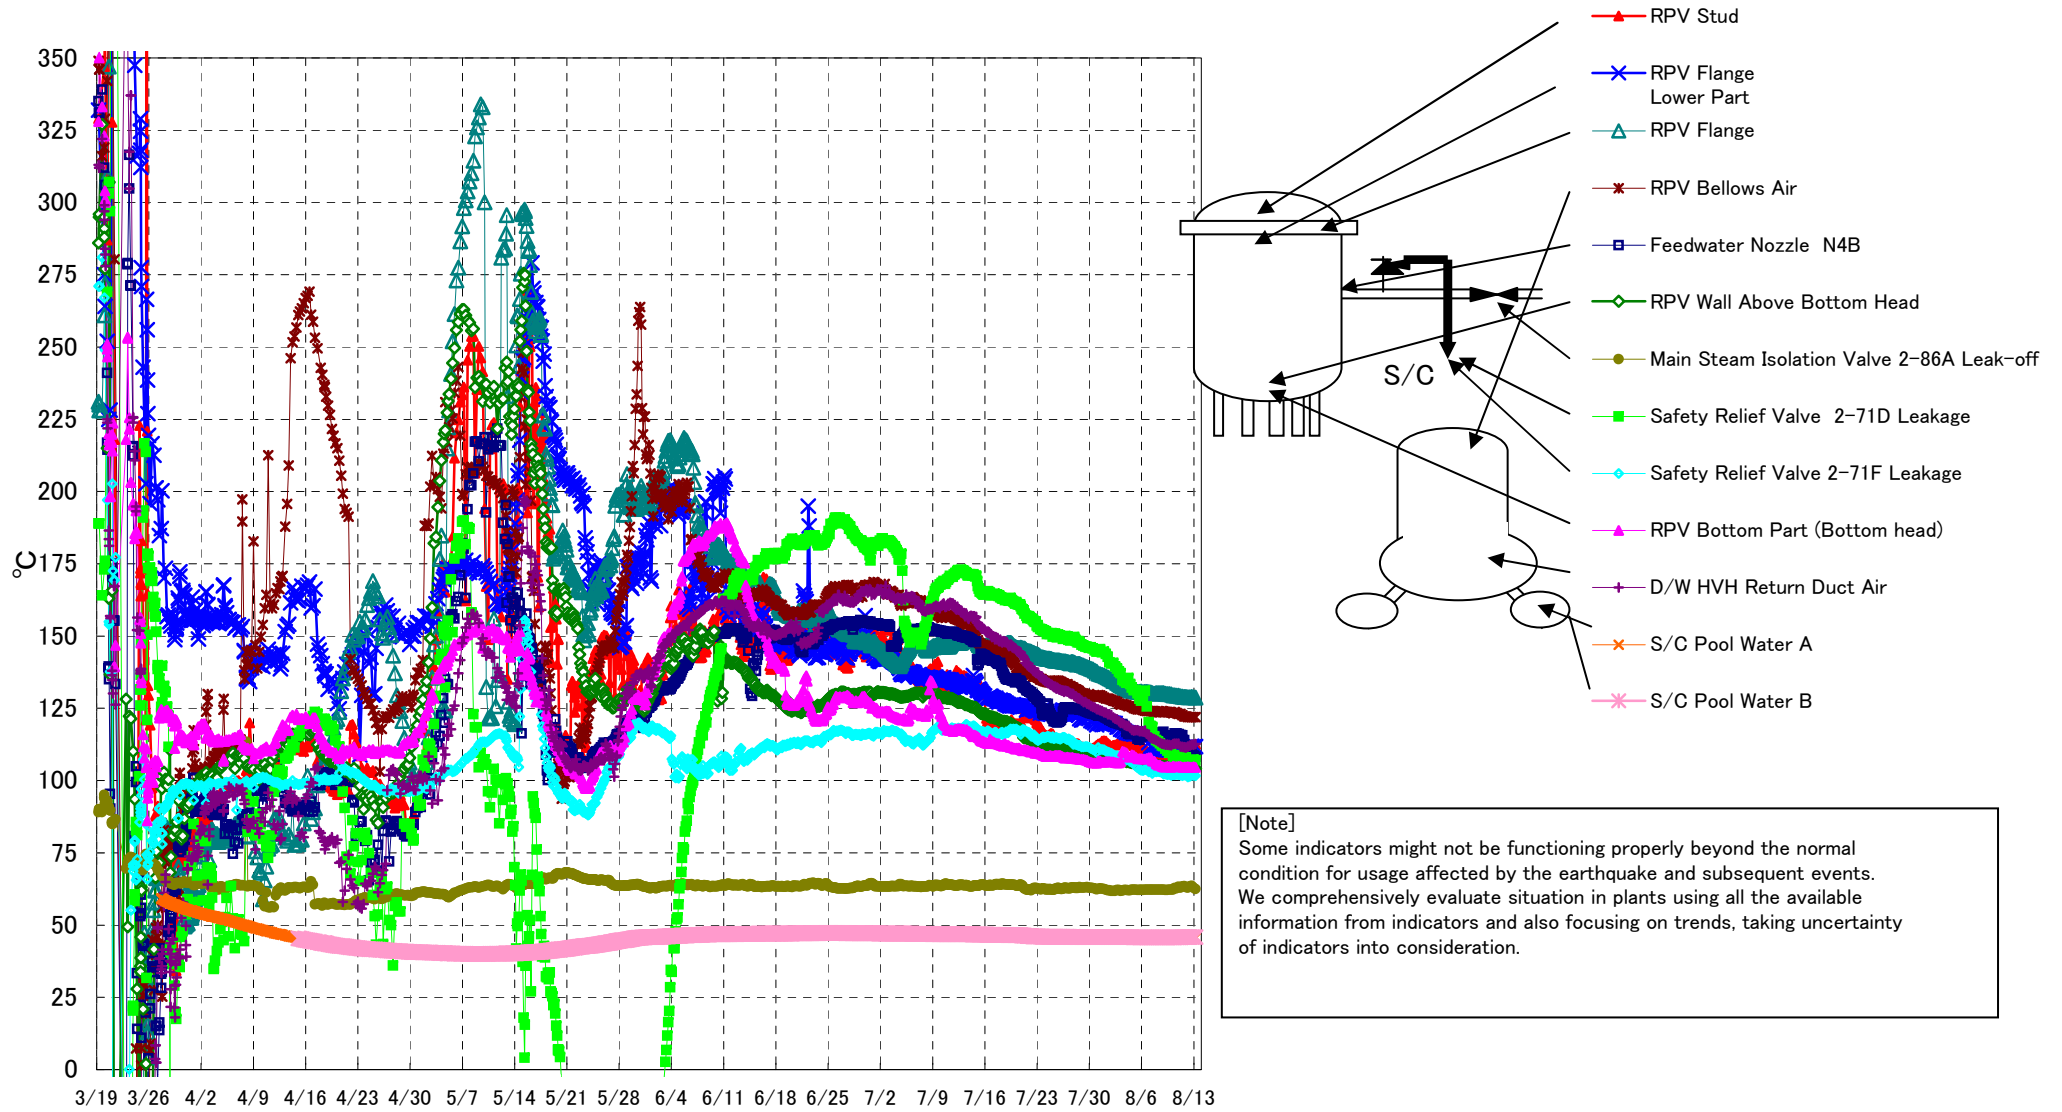 350
325
300
275
250
225
200
175
150
125
100
75
50
25
0
℃
3/19 3/26 4/2 4/9 4/16 4/23 4/30 5/7 5/14 5/21 5/28 6/4 6/11 6/18 6/25 7/2 7/9 7/16 7/23 7/30 8/6 8/13
RPV Stud
RPV Flange
Lower Part
RPV Flange
RPV Bellows Air
Feedwater Nozzle N4B
RPV Wall Above Bottom Head
Main Steam Isolation Valve 2-86A Leak-off
Safety Relief Valve 2-71D Leakage
Safety Relief Valve 2-71F Leakage
RPV Bottom Part (Bottom head)
D/W HVH Return Duct Air
S/C Pool Water A
S/C Pool Water B
S/C
[Note]
Some indicators might not be functioning properly beyond the normal
condition for usage affected by the earthquake and subsequent events.
We comprehensively evaluate situation in plants using all the available
information from indicators and also focusing on trends, taking uncertainty
of indicators into consideration.